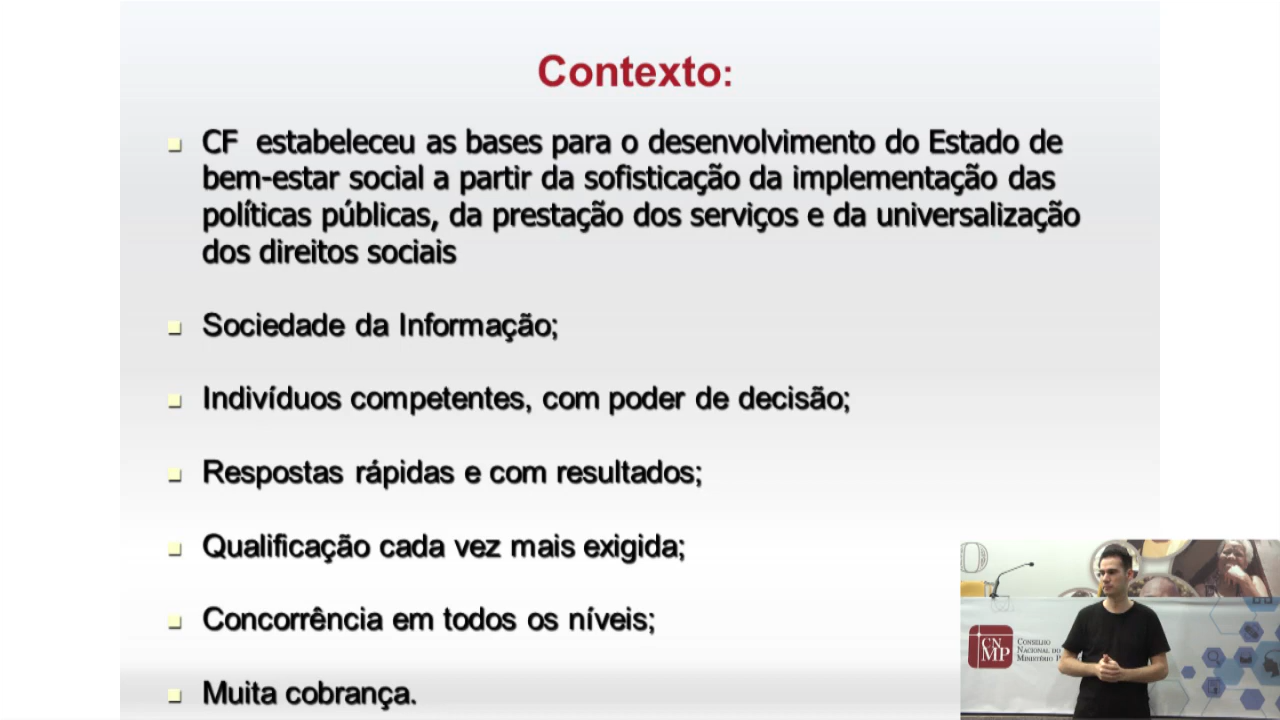 Contexto:
CF estabeleceu as bases para o desenvolvimento do Estado de
bem-estar social a partir da sofisticação da implementação das
políticas públicas, da prestação dos serviços e da universalização
dos direitos sociais
Sociedade da Informação;
Indivíduos competentes, com poder de decisão;
Respostas rápidas e com resultados;
Qualificação cada vez mais exigida;
Concorrência em todos os níveis;
Muita cobrança.
CN
MP
Conselho
Nacional do
Ministério P